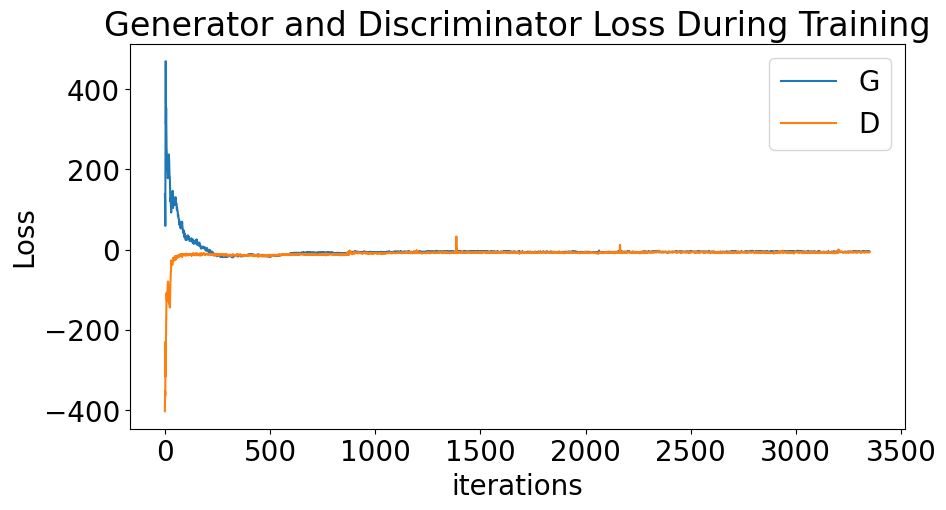 Generator and Discriminator Loss During Training
G
D
400
200
0
−200
−400
Loss
0 500 1000 1500 2000 2500 3000 3500
iterations